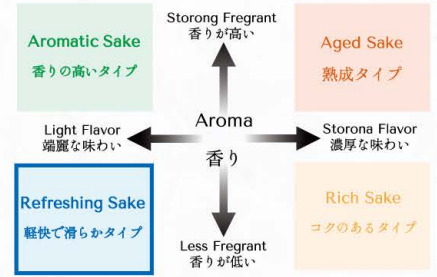 Storong Fregrant
香りが高い
Aromatic Sake
香りの高いタイプ
Aged Sake
熟成タイプ
Aroma
香り
Light Flavor
端麗な味わい
Storona Flavor
濃厚な味わい
Refreshing Sake
軽快で滑らかタイプ
Rich Sake
コクのあるタイプ
Less Fregrant
香りが低い